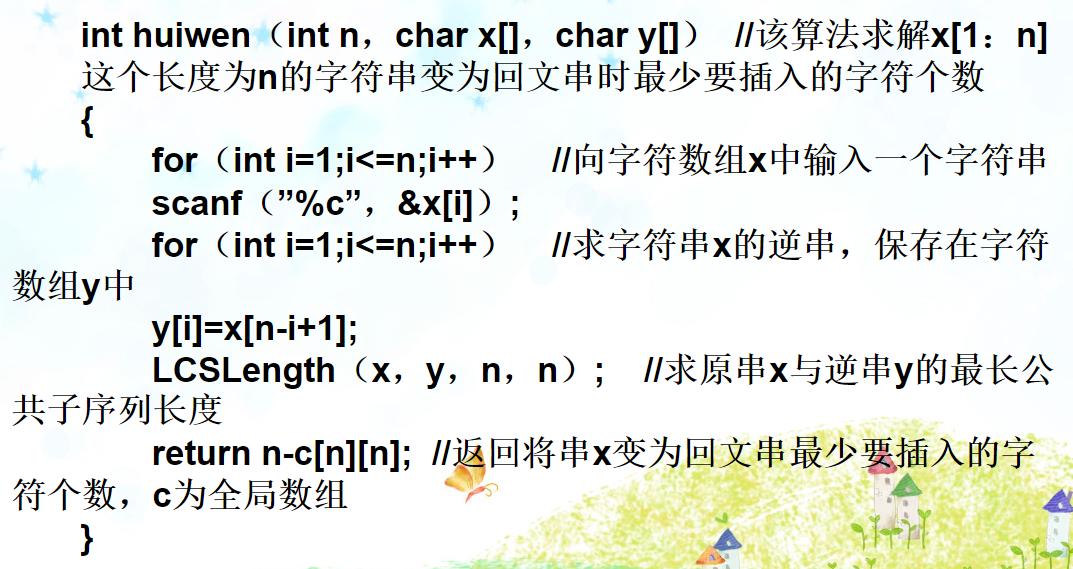 int huiwen（int n，char x[]，char y[]） //该算法求解x[1：n]
这个长度为n的字符串变为回文串时最少要插入的字符个数
{
for（int i=1;i<=n;i++） //向字符数组x中输入一个字符串
scanf（”%c”，&x[i]）;
for（int i=1;i<=n;i++） //求字符串x的逆串，保存在字符
数组y中
y[i]=x[n-i+1];
LCSLength（x，y，n，n）; //求原串x与逆串y的最长公
共子序列长度
return n-c[n][n]; //返回将串x变为回文串最少要插入的字
符个数，c为全局数组
}